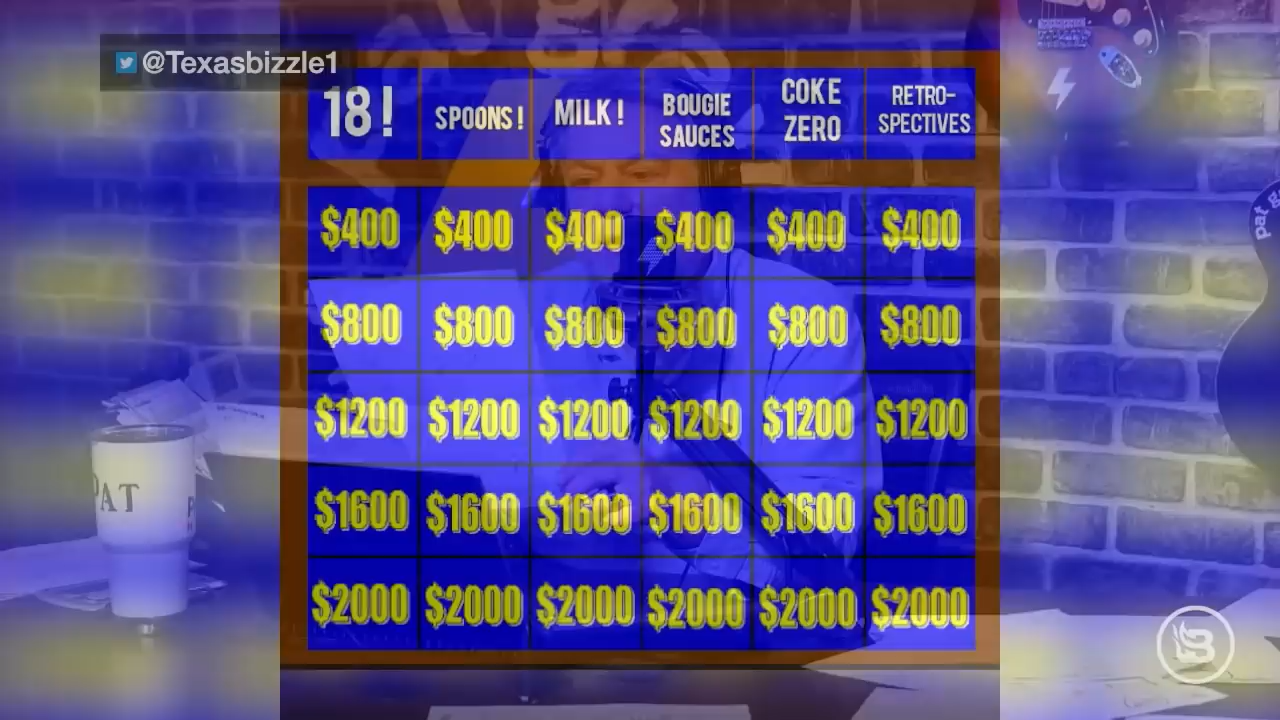 @Texasbizzle1
18!
SPOONS!
MILK!
BOUGIE
SAUCES
COKE
ZERO
RETRO-
SPECTIVES
$400 $400 $400 $400 $400 $400
$800 $800 $800 $800 $800 $800
$1200 $1200 $1200 $1200 $1200 $1200
$1600 $1600 $1600 $1600 $1600 $1600
$2000 $2000 $2000 $2000 $2000 $2000
PAT
pat
B